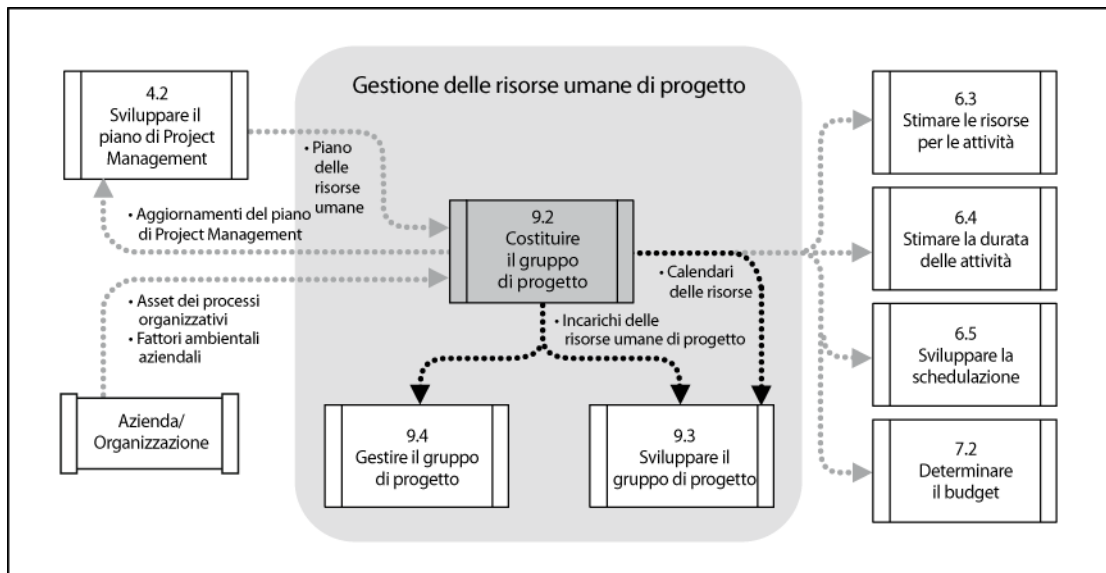 Gestione delle risorse umane di progetto
4.2
Sviluppare il
piano di Project
Management
• Piano
delle
risorse
umane
• Aggiornamenti del piano
di Project Management
9.2
Costituire
il gruppo
di progetto
• Asset dei processi
organizzativi
• Fattori ambientali
aziendali
• Calendari
delle risorse
• Incarichi delle
risorse umane di progetto
Azienda/
Organizzazione
9.4
Gestire il gruppo
di progetto
9.3
Sviluppare il
gruppo di progetto
6.3
Stimare le risorse
per le attività
6.4
Stimare la durata
delle attività
6.5
Sviluppare la
schedulazione
7.2
Determinare
il budget